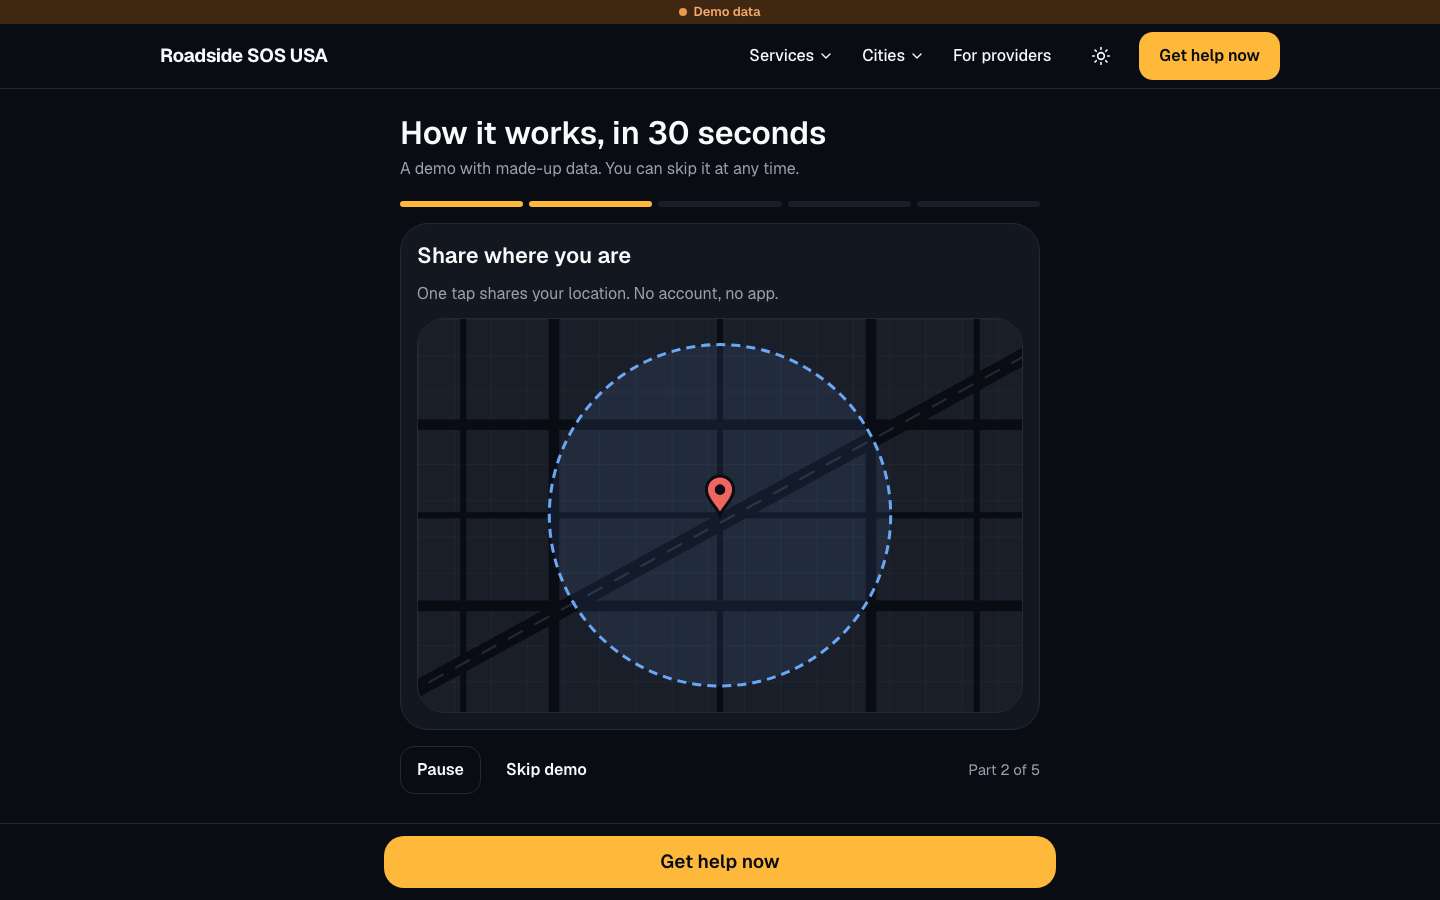 Demo data
Roadside SOS USA
Services
Cities
For providers
Get help now
How it works, in 30 seconds
A demo with made-up data. You can skip it at any time.
Share where you are
One tap shares your location. No account, no app.
Pause
Skip demo
Part 2 of 5
Get help now